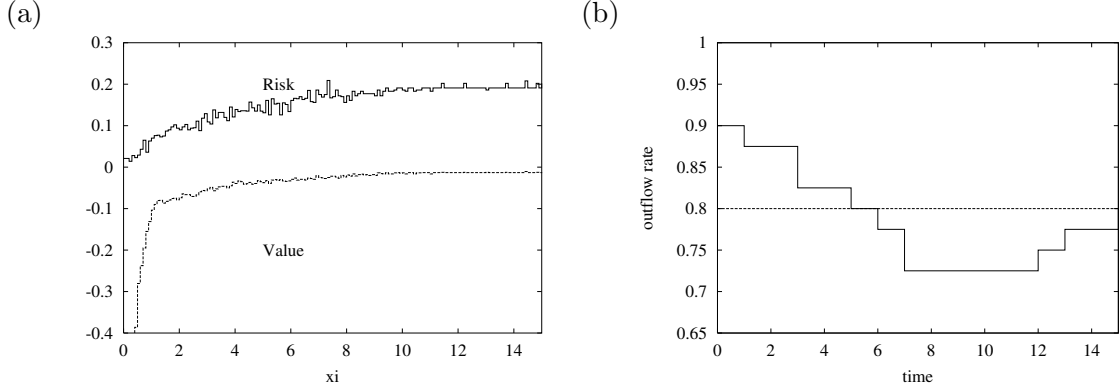 (a)
0.3
0.2
0.1
0
-0.1
-0.2
-0.3
-0.4
Risk
Value
0 2 4 6 8 10 12 14
xi
(b)
1
0.95
0.9
0.85
0.8
0.75
0.7
0.65
outflow rate
0 2 4 6 8 10 12 14
time